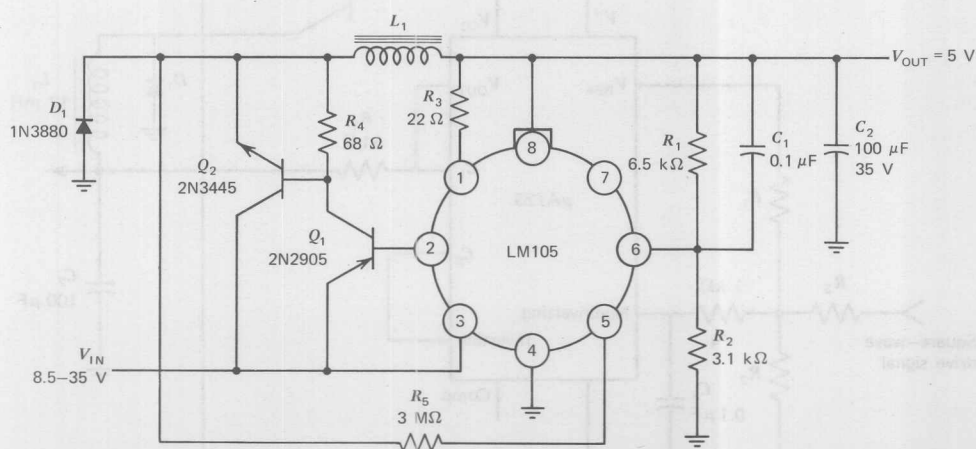 L₁
V_OUT = 5 V
D₁
1N3880
R₄
68 Ω
R₃
22 Ω
R₁
6.5 kΩ
C₁
0.1 μF
C₂
100 μF
35 V
Q₂
2N3445
Q₁
2N2905
8
1
7
2
LM105
6
3
5
4
R₂
3.1 kΩ
V_IN
8.5–35 V
R₅
3 MΩ